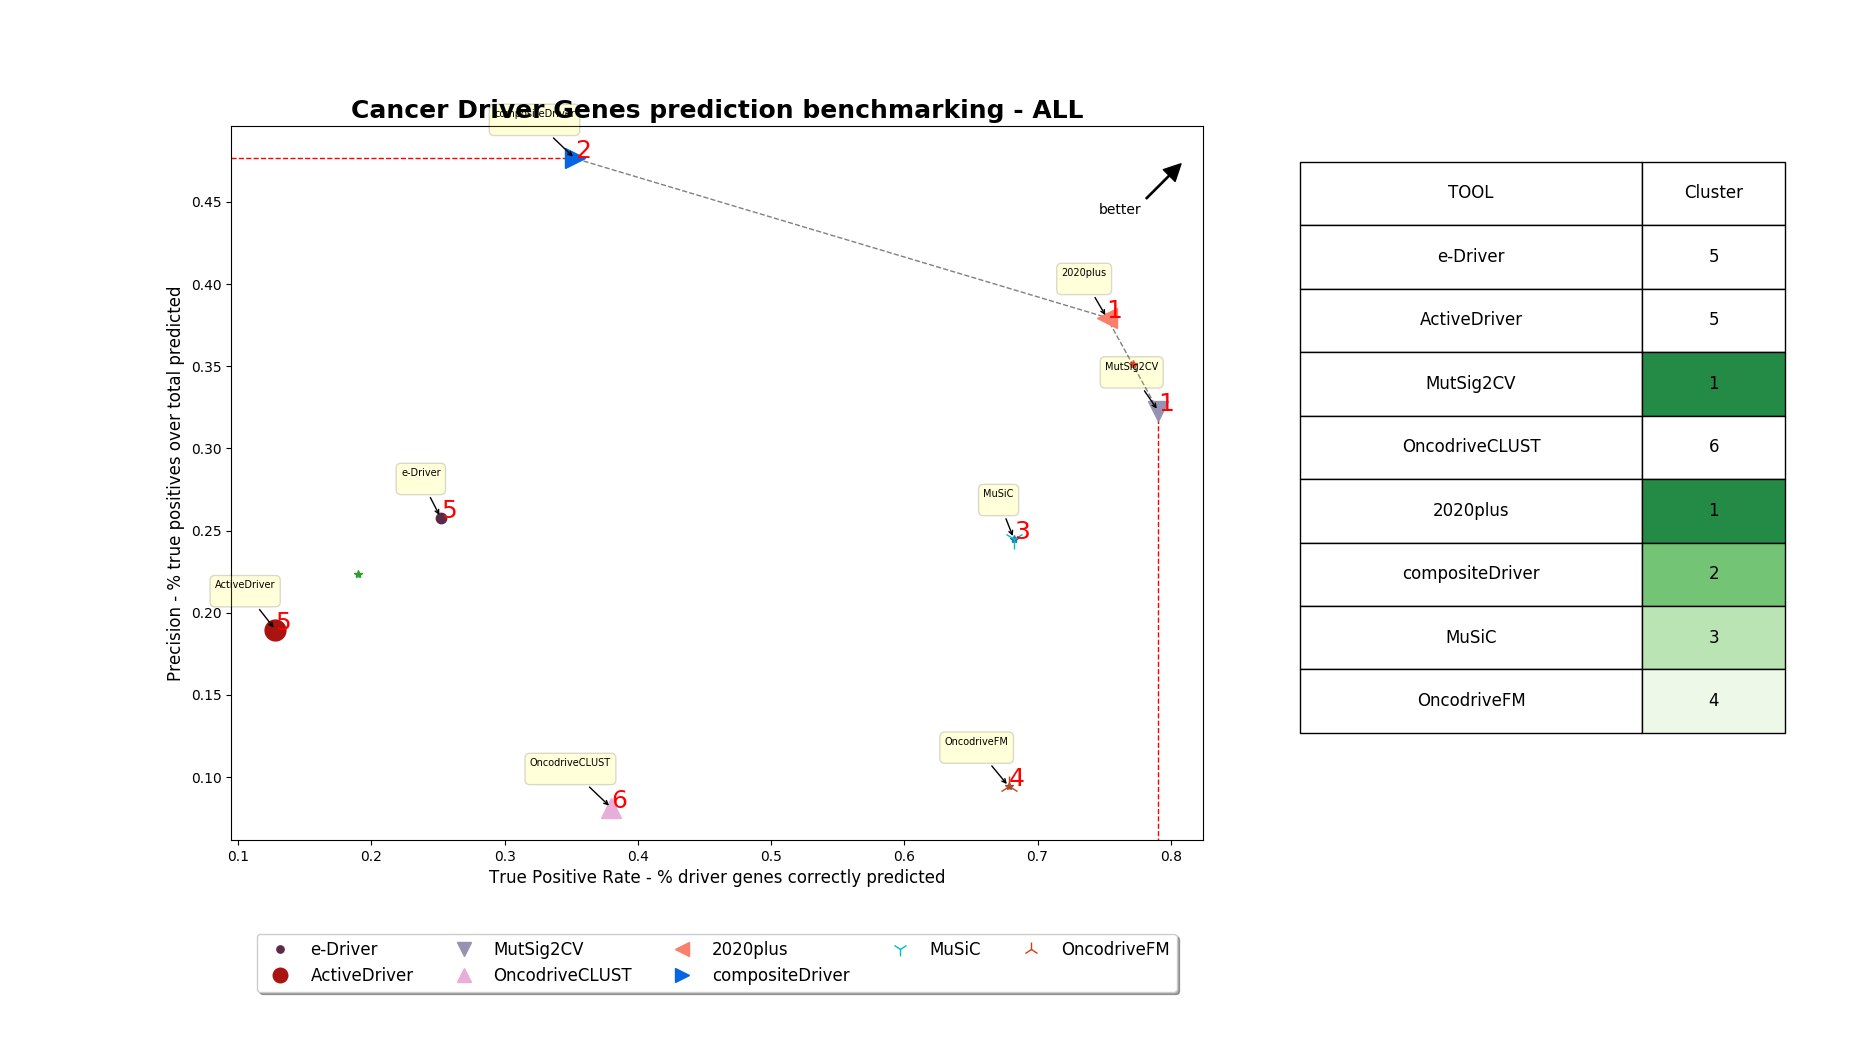 Cancer Driver Genes prediction benchmarking - ALL
compositeDriver
2
better
2020plus
1
MutSig2CV
1
e-Driver
5
MuSiC
3
ActiveDriver
5
OncodriveFM
4
OncodriveCLUST
6
Precision - % true positives over total predicted
0.45
0.40
0.35
0.30
0.25
0.20
0.15
0.10
0.1 0.2 0.3 0.4 0.5 0.6 0.7 0.8
True Positive Rate - % driver genes correctly predicted
e-Driver MutSig2CV 2020plus MuSiC OncodriveFM
ActiveDriver OncodriveCLUST compositeDriver
TOOL Cluster
e-Driver 5
ActiveDriver 5
MutSig2CV 1
OncodriveCLUST 6
2020plus 1
compositeDriver 2
MuSiC 3
OncodriveFM 4